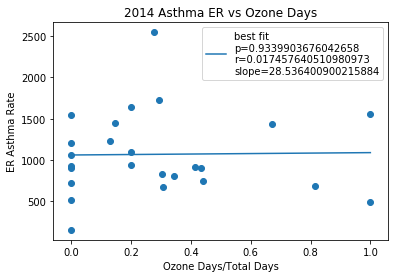 2014 Asthma ER vs Ozone Days
best fit
p=0.9339903676042658
r=0.017457640510980973
slope=28.536400900215884
2500
2000
1500
1000
500
ER Asthma Rate
0.0 0.2 0.4 0.6 0.8 1.0
Ozone Days/Total Days